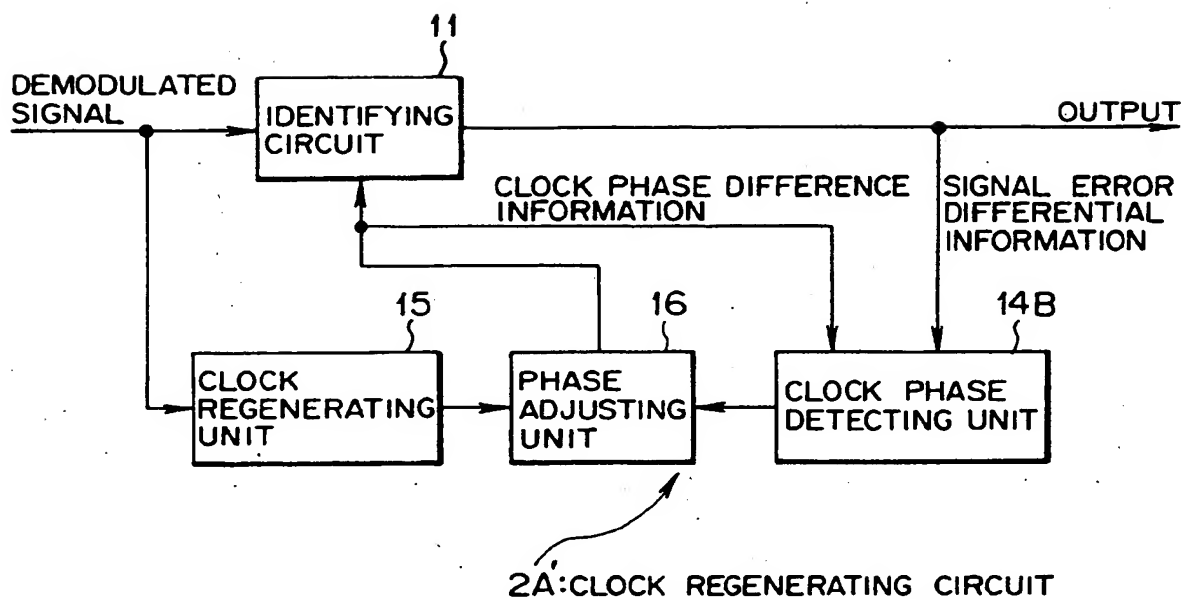 11
DEMODULATED
SIGNAL
IDENTIFYING
CIRCUIT
OUTPUT
CLOCK PHASE DIFFERENCE
INFORMATION
SIGNAL ERROR
DIFFERENTIAL
INFORMATION
15
16
14B
CLOCK
REGENERATING
UNIT
PHASE
ADJUSTING
UNIT
CLOCK PHASE
DETECTING UNIT
2A':CLOCK REGENERATING CIRCUIT